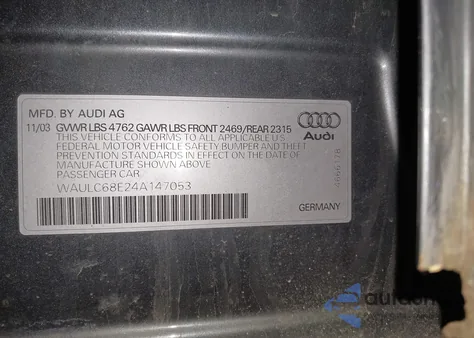 MFD. BY AUDI AG
11/03 GVWR LBS 4762 GAWR LBS FRONT 2469/REAR 2315
THIS VEHICLE CONFORMS TO ALL APPLICABLE U.S.
FEDERAL MOTOR VEHICLE SAFETY BUMPER AND THEFT
PREVENTION STANDARDS IN EFFECT ON THE DATE OF
MANUFACTURE SHOWN ABOVE
PASSENGER CAR
WAULC68E24A147053
GERMANY
Audi